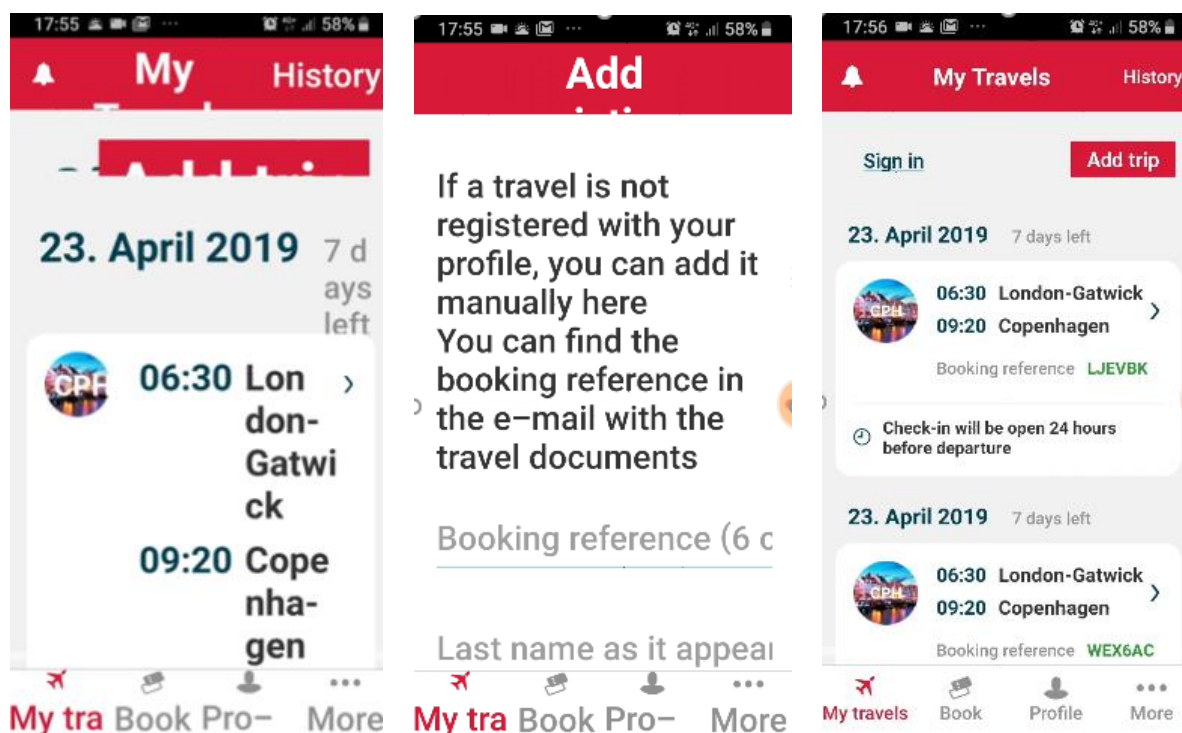 17:55
58%
My
History
Add trip
23. April 2019
7 d
ays
left
CPH
06:30
Lon
don-
Gatwi
ck
09:20
Cope
nha-
gen
My tra
Book
Pro–
More
17:55
58%
Add
If a travel is not
registered with your
profile, you can add it
manually here
You can find the
booking reference in
the e–mail with the
travel documents
Booking reference (6 c
Last name as it appear
My tra
Book
Pro–
More
17:56
58%
My Travels
History
Sign in
Add trip
23. April 2019
7 days left
CPH
06:30 London-Gatwick
09:20 Copenhagen
Booking reference LJEVBK
Check-in will be open 24 hours
before departure
23. April 2019
7 days left
CPH
06:30 London-Gatwick
09:20 Copenhagen
Booking reference WEX6AC
My travels
Book
Profile
More